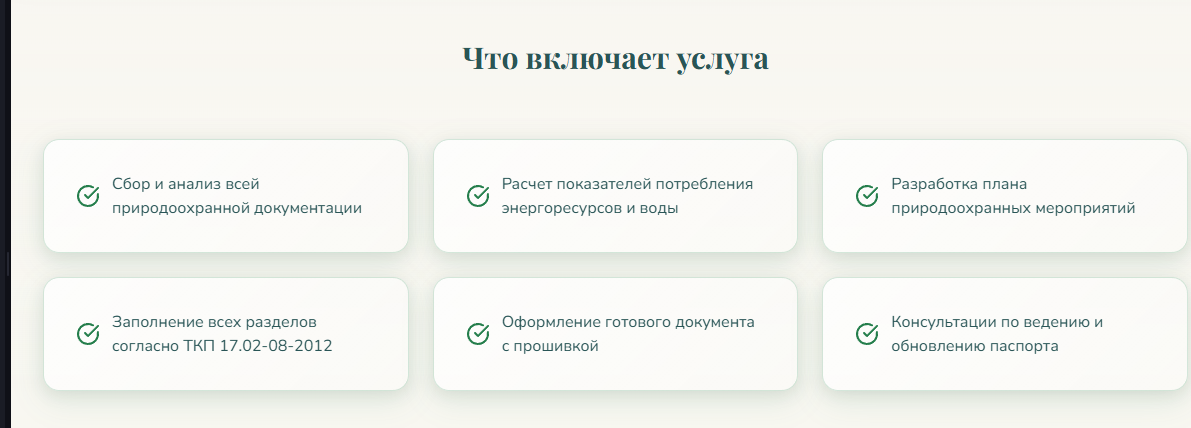 Что включает услуга
Сбор и анализ всей
природоохранной документации
Расчет показателей потребления
энергоресурсов и воды
Разработка плана
природоохранных мероприятий
Заполнение всех разделов
согласно ТКП 17.02-08-2012
Оформление готового документа
с прошивкой
Консультации по ведению и
обновлению паспорта